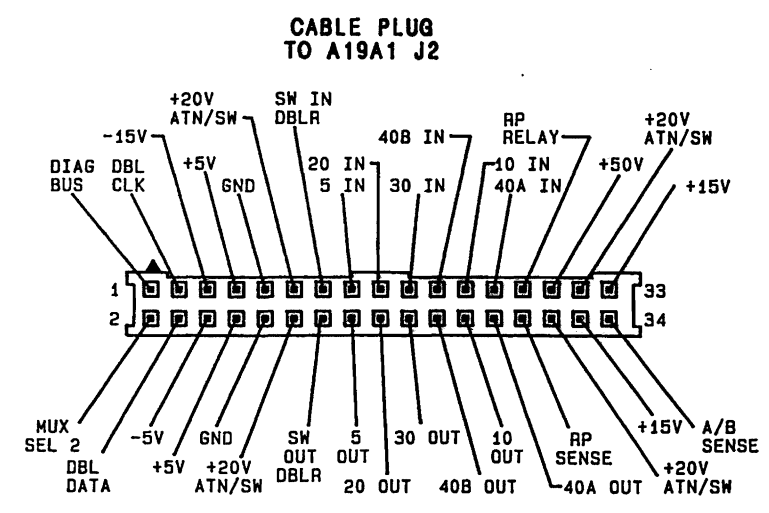 CABLE PLUG
TO A19A1 J2
+20V
ATN/SW
SW IN
DBLR
-15V
40B IN
RP
RELAY
+20V
ATN/SW
DIAG
BUS
DBL
CLK
+5V
GND
20 IN
5 IN
30 IN
10 IN
40A IN
+50V
+15V
1
33
2
34
MUX
SEL 2
DBL
DATA
-5V
+5V
GND
+20V
ATN/SW
SW
OUT
DBLR
5
OUT
20 OUT
30 OUT
40B OUT
10
OUT
RP
SENSE
40A OUT
+15V
+20V
ATN/SW
A/B
SENSE